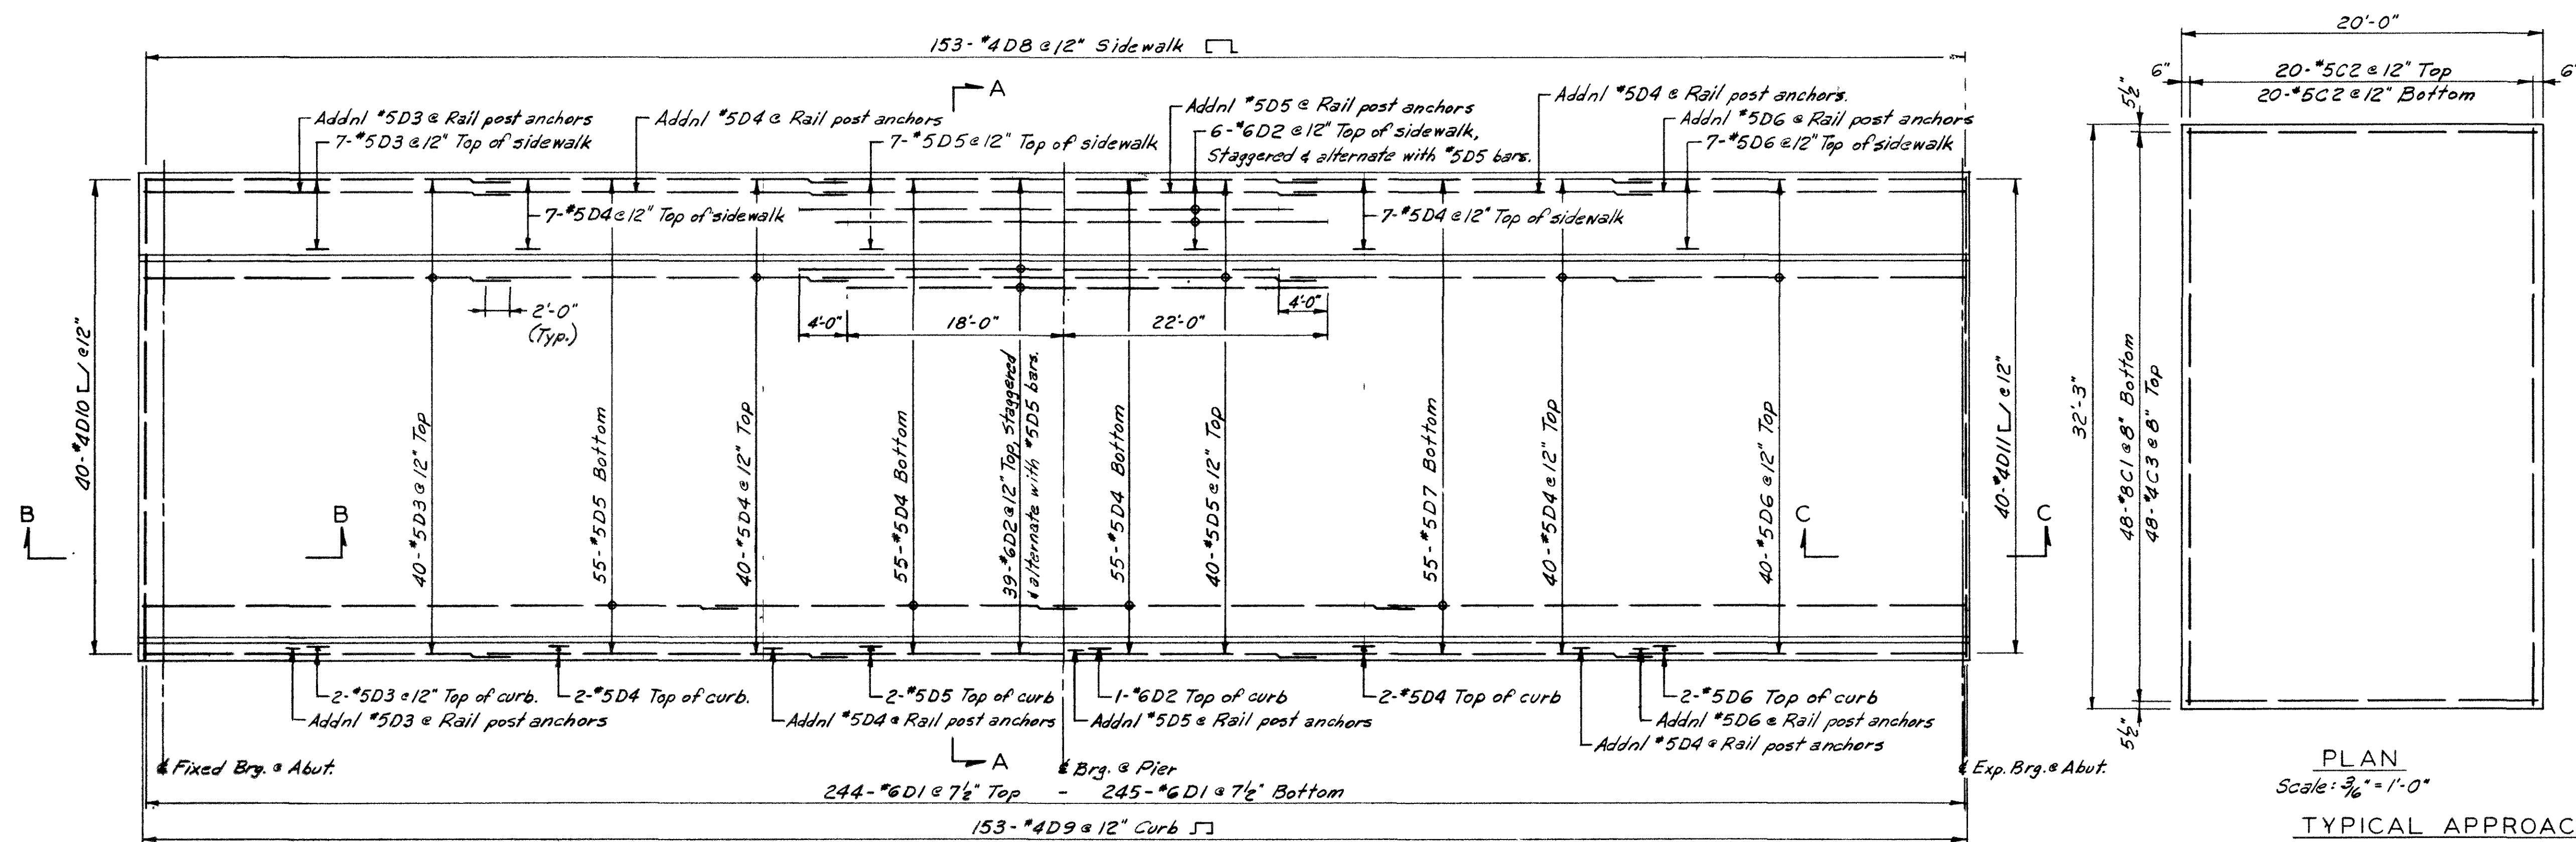 153-#4D8 @ 12" Sidewalk
A
Addnl #5D3 @ Rail post anchors
7-#5D3 @ 12" Top of sidewalk
Addnl #5D4 @ Rail post anchors
7-#5D5 @ 12" Top of sidewalk
Addnl #5D5 @ Rail post anchors
6-#6D2 @ 12" Top of sidewalk,
Staggered & alternate with #5D5 bars.
Addnl #5D4 @ Rail post anchors.
Addnl #5D6 @ Rail post anchors
7-#5D6 @ 12" Top of sidewalk
7-#5D4 @ 12" Top of sidewalk
7-#5D4 @ 12" Top of sidewalk
2'-0"
(Typ.)
4'-0"
18'-0"
22'-0"
4'-0"
40-#4D10 @ 12"
B
B
40-#5D3 @ 12" Top
55-#5D5 Bottom
40-#5D4 @ 12" Top
55-#5D4 Bottom
39-#6D2 @ 12" Top, Staggered
& alternate with #5D5 bars.
55-#5D4 Bottom
40-#5D5 @ 12" Top
55-#5D7 Bottom
40-#5D4 @ 12" Top
40-#5D6 @ 12" Top
C
C
40-#4D11 @ 12"
2-#5D3 @ 12" Top of curb.
Addnl #5D3 @ Rail post anchors
2-#5D4 Top of curb.
Addnl #5D4 @ Rail post anchors
2-#5D5 Top of curb
1-#6D2 Top of curb
Addnl #5D5 @ Rail post anchors
2-#5D4 Top of curb
2-#5D6 Top of curb
Addnl #5D6 @ Rail post anchors
Addnl #5D4 @ Rail post anchors
℄ Fixed Brg. @ Abut.
A
℄ Brg. @ Pier
℄ Exp. Brg. @ Abut.
244-#6D1 @ 7½" Top - 245-#6D1 @ 7½" Bottom
153-#4D9 @ 12" Curb
20'-0"
6"
20-#5C2 @ 12" Top
6"
20-#5C2 @ 12" Bottom
5½"
32'-3"
48-#8C1 @ 8" Bottom
48-#4C3 @ 8" Top
5½"
PLAN
Scale: 3/16" = 1'-0"
TYPICAL APPROAC